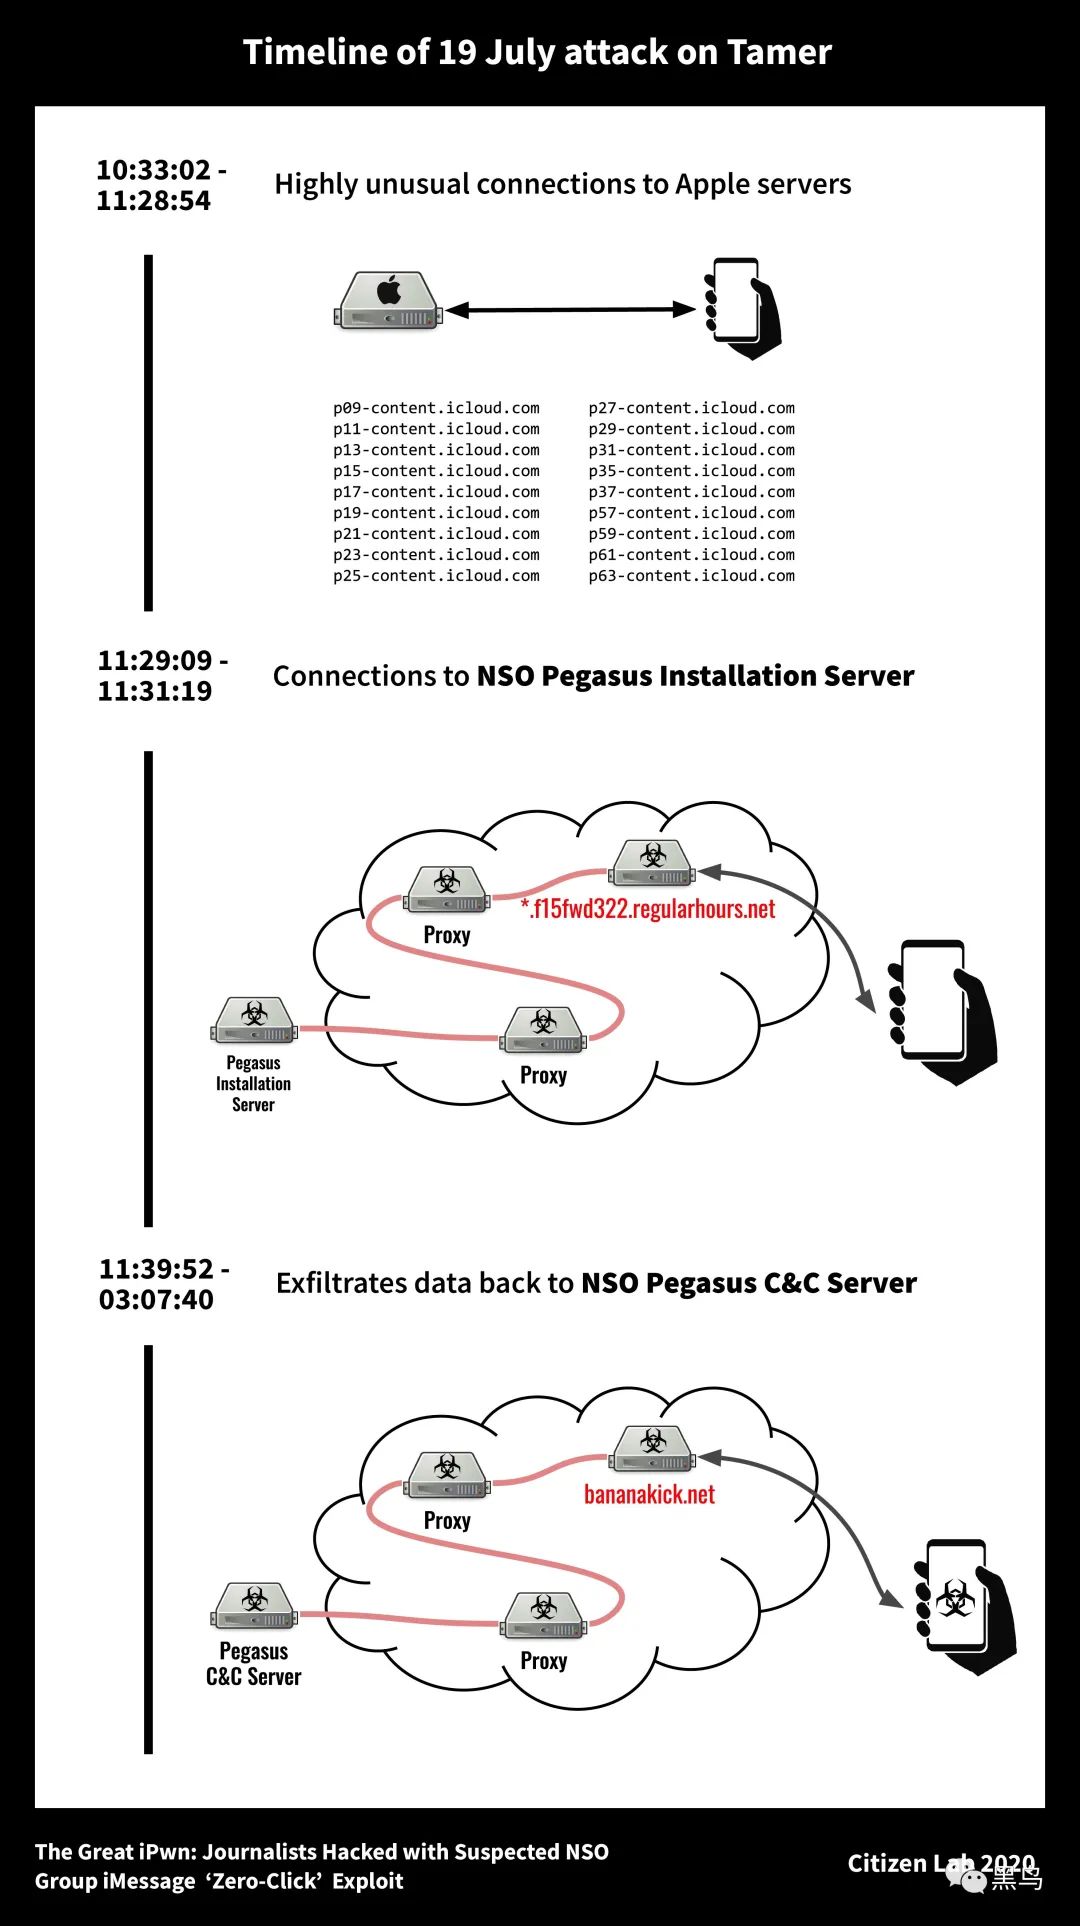 Timeline of 19 July attack on Tamer
10:33:02 -
11:28:54
Highly unusual connections to Apple servers
p09-content.icloud.com
p11-content.icloud.com
p13-content.icloud.com
p15-content.icloud.com
p17-content.icloud.com
p19-content.icloud.com
p21-content.icloud.com
p23-content.icloud.com
p25-content.icloud.com
p27-content.icloud.com
p29-content.icloud.com
p31-content.icloud.com
p35-content.icloud.com
p37-content.icloud.com
p57-content.icloud.com
p59-content.icloud.com
p61-content.icloud.com
p63-content.icloud.com
11:29:09 -
11:31:19
Connections to NSO Pegasus Installation Server
*.f15fwd322.regularhours.net
Proxy
Proxy
Pegasus
Installation
Server
11:39:52 -
03:07:40
Exfiltrates data back to NSO Pegasus C&C Server
bananakick.net
Proxy
Proxy
Pegasus
C&C Server
The Great iPwn: Journalists Hacked with Suspected NSO
Group iMessage ‘Zero-Click’ Exploit
Citizen Lab 2020
黑鸟